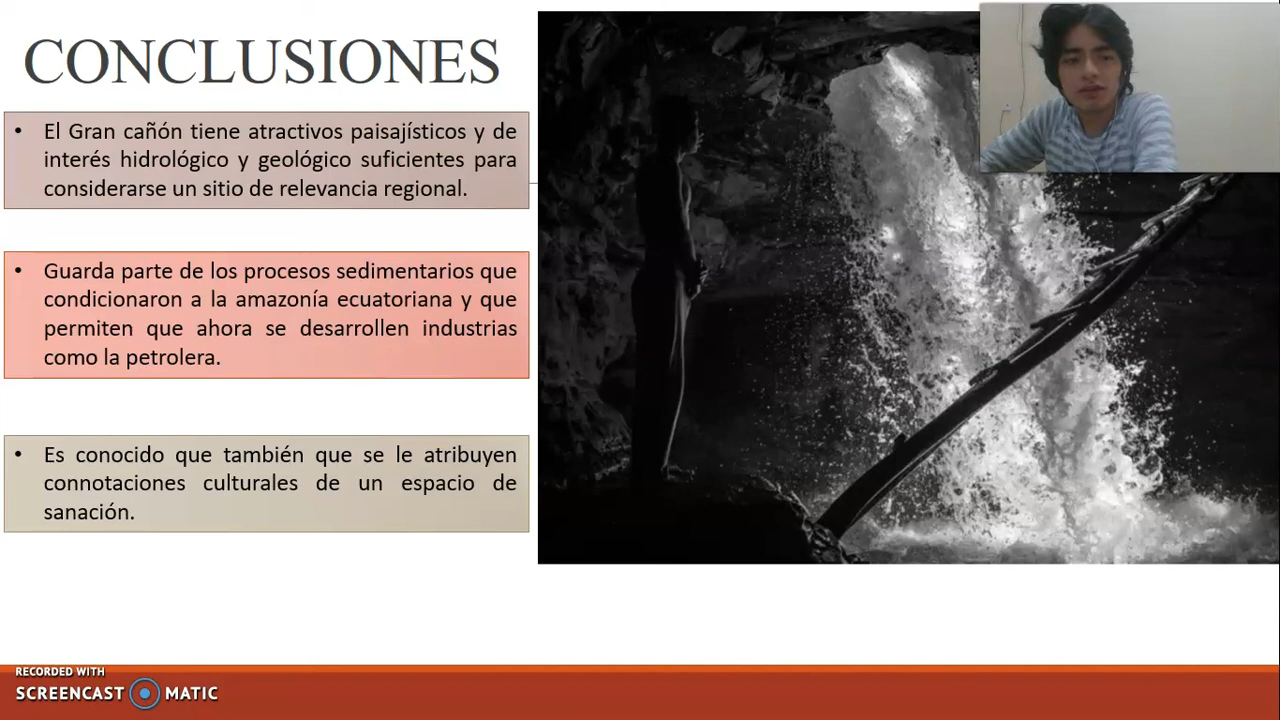 CONCLUSIONES
• El Gran cañón tiene atractivos paisajísticos y de
interés hidrológico y geológico suficientes para
considerarse un sitio de relevancia regional.
• Guarda parte de los procesos sedimentarios que
condicionaron a la amazonía ecuatoriana y que
permiten que ahora se desarrollen industrias
como la petrolera.
• Es conocido que también que se le atribuyen
connotaciones culturales de un espacio de
sanación.
RECORDED WITH
SCREENCAST MATIC